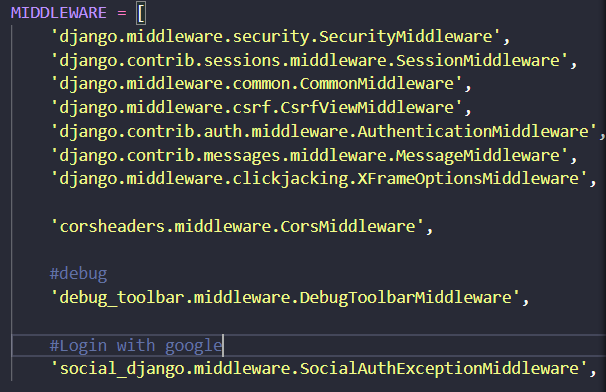 MIDDLEWARE = [
'django.middleware.security.SecurityMiddleware',
'django.contrib.sessions.middleware.SessionMiddleware',
'django.middleware.common.CommonMiddleware',
'django.middleware.csrf.CsrfViewMiddleware',
'django.contrib.auth.middleware.AuthenticationMiddleware',
'django.contrib.messages.middleware.MessageMiddleware',
'django.middleware.clickjacking.XFrameOptionsMiddleware',
'corsheaders.middleware.CorsMiddleware',
#debug
'debug_toolbar.middleware.DebugToolbarMiddleware',
#Login with google
'social_django.middleware.SocialAuthExceptionMiddleware',